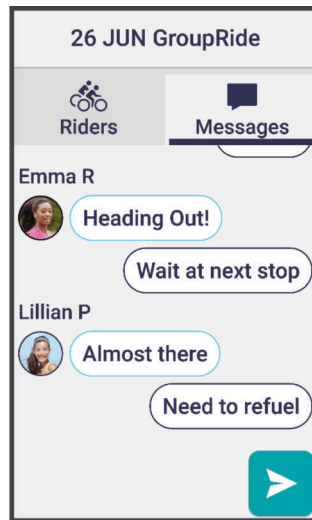 26 JUN GroupRide
Riders
Messages
Emma R
Heading Out!
Wait at next stop
Lillian P
Almost there
Need to refuel